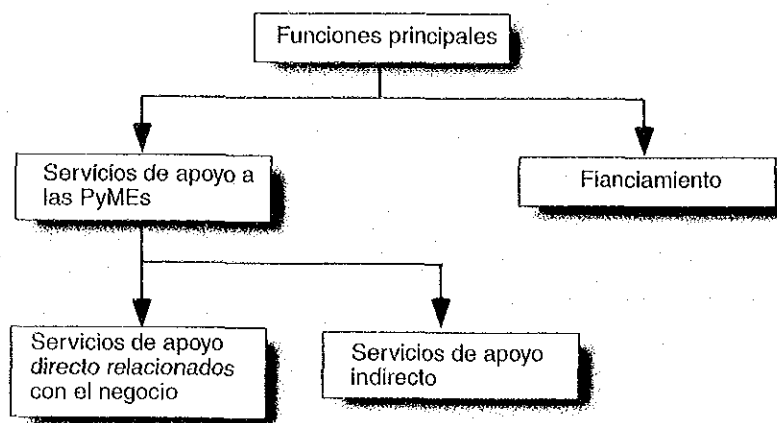 Funciones principales
Servicios de apoyo a
las PyMEs
Fianciamiento
Servicios de apoyo
directo relacionados
con el negocio
Servicios de apoyo
indirecto